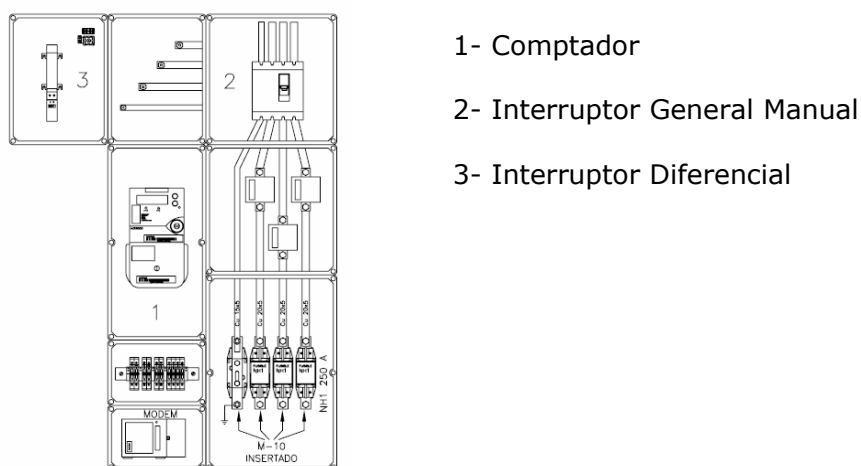 3
2
1
Cu 15x5
Cu 20x5
Cu 20x5
Cu 20x5
NH1 250 A
MODEM
M-10
INSERTADO
1- Comptador
2- Interruptor General Manual
3- Interruptor Diferencial